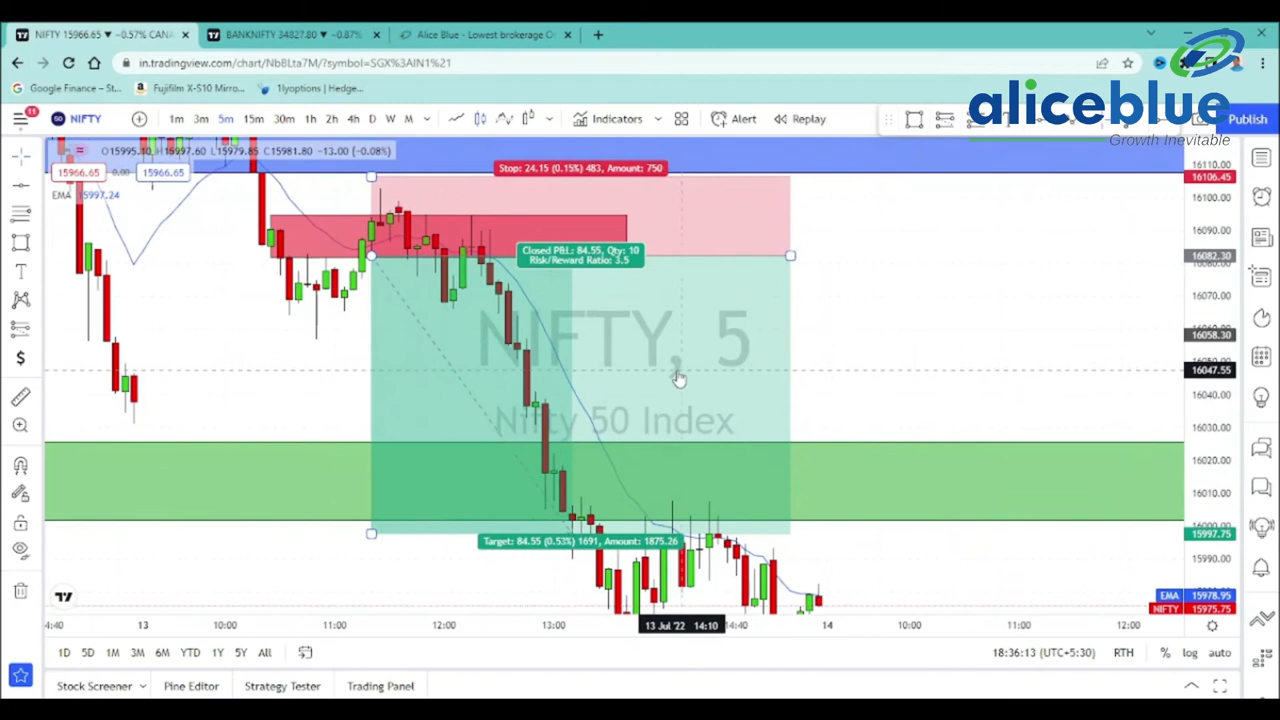 NIFTY 15966.65 ▼ −0.57% CANA
BANKNIFTY 34827.80 ▼ −0.87%
Alice Blue - Lowest brokerage O
in.tradingview.com/chart/NbBLta7M/?symbol=SGX%3AIN1%21
Google Finance – St...
Fujifilm X-S10 Mirro...
1lyoptions | Hedge...
aliceblue
Growth Inevitable
11
50 NIFTY
1m 3m 5m 15m 30m 1h 2h 4h D W M
Indicators
Alert
Replay
Publish
O15995.10 H15997.60 L15979.85 C15981.80 −13.00 (−0.08%)
15966.65 0.00 15966.65
EMA 15997.24
Stop: 24.15 (0.15%) 483, Amount: 750
Closed P&L: 84.55, Qty: 10
Risk/Reward Ratio: 3.5
NIFTY, 5
Nifty 50 Index
Target: 84.55 (0.53%) 1691, Amount: 1875.26
16110.00
16106.45
16090.00
16082.30
16070.00
16058.30
16047.55
16040.00
16030.00
16020.00
16010.00
16000.00
15997.75
15990.00
EMA 15978.95
NIFTY 15975.75
4:40 13 10:00 11:00 12:00 13:00 13 Jul '22 14:10 14:40 14 10:00 11:00 12:00
1D 5D 1M 3M 6M YTD 1Y 5Y All
18:36:13 (UTC+5:30) RTH % log auto
Stock Screener Pine Editor Strategy Tester Trading Panel